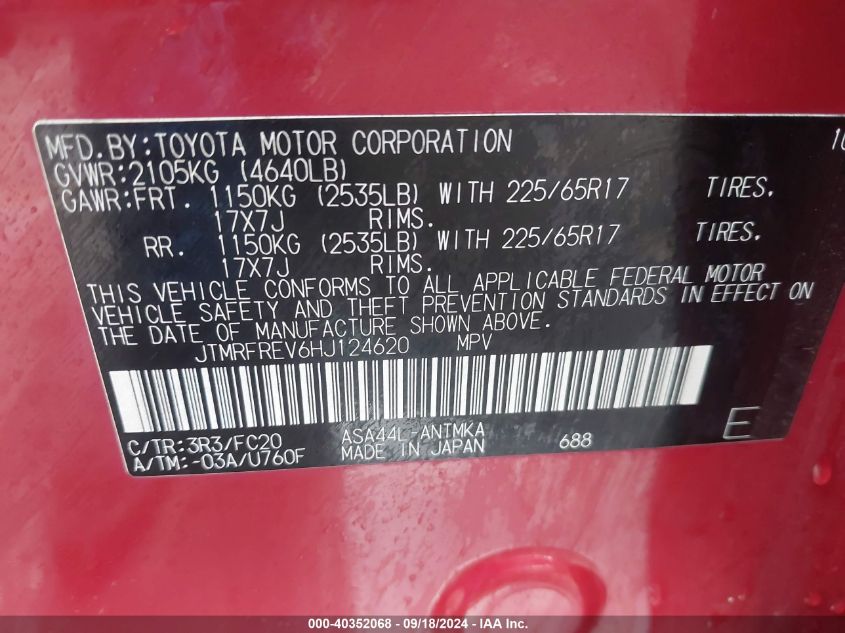 MFD. BY: TOYOTA MOTOR CORPORATION 10
GVWR: 2105KG (4640LB)
GAWR: FRT. 1150KG (2535LB) WITH 225/65R17 TIRES.
17X7J RIMS.
RR. 1150KG (2535LB) WITH 225/65R17 TIRES.
17X7J RIMS.
THIS VEHICLE CONFORMS TO ALL APPLICABLE FEDERAL MOTOR
VEHICLE SAFETY AND THEFT PREVENTION STANDARDS IN EFFECT ON
THE DATE OF MANUFACTURE SHOWN ABOVE.
JTMRFREV6HJ124620 MPV
C/TR: 3R3/FC20 ASA44L-ANTMKA 688 E
A/TM: -03A/U760F MADE IN JAPAN
000-40352068 - 09/18/2024 - IAA Inc.